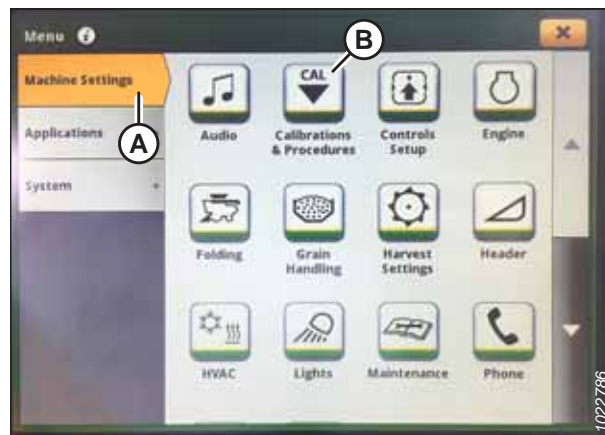 Menu
B
Machine Settings
A
Applications
System
CAL
Audio
Calibrations
& Procedures
Controls
Setup
Engine
Folding
Grain
Handling
Harvest
Settings
Header
HVAC
Lights
Maintenance
Phone
1022786